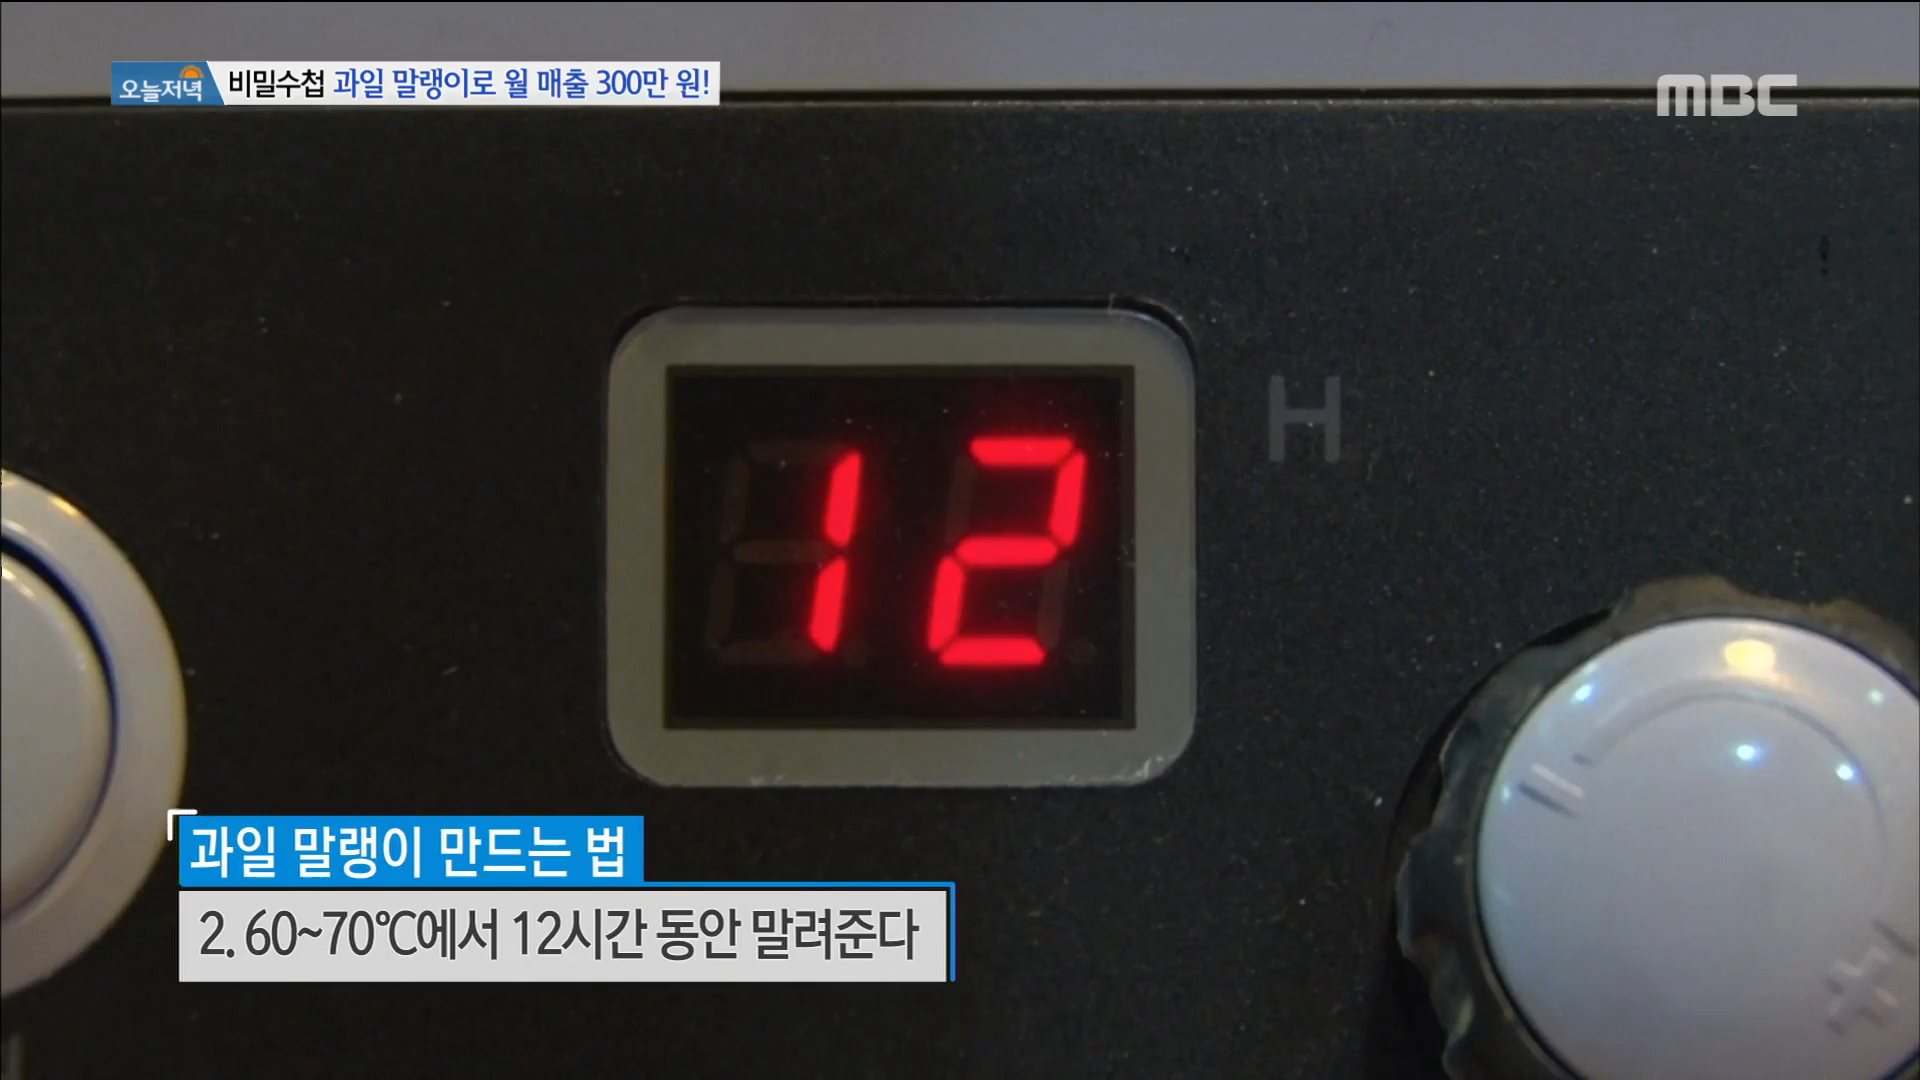 오늘저녁 비밀수첩 과일 말랭이로 월 매출 300만 원!
MBC
12 H
과일 말랭이 만드는 법
2. 60~70℃에서 12시간 동안 말려준다